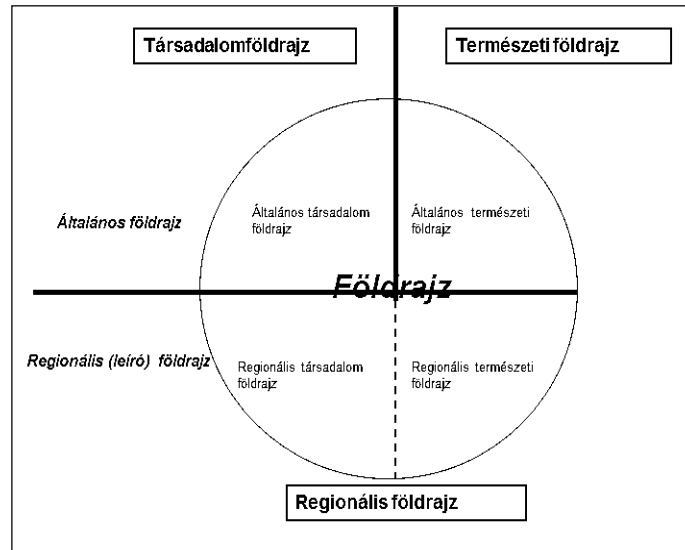 Társadalomföldrajz
Természeti földrajz
Általános földrajz
Általános társadalom
földrajz
Általános természeti
földrajz
Földrajz
Regionális (leíró) földrajz
Regionális társadalom
földrajz
Regionális természeti
földrajz
Regionális földrajz